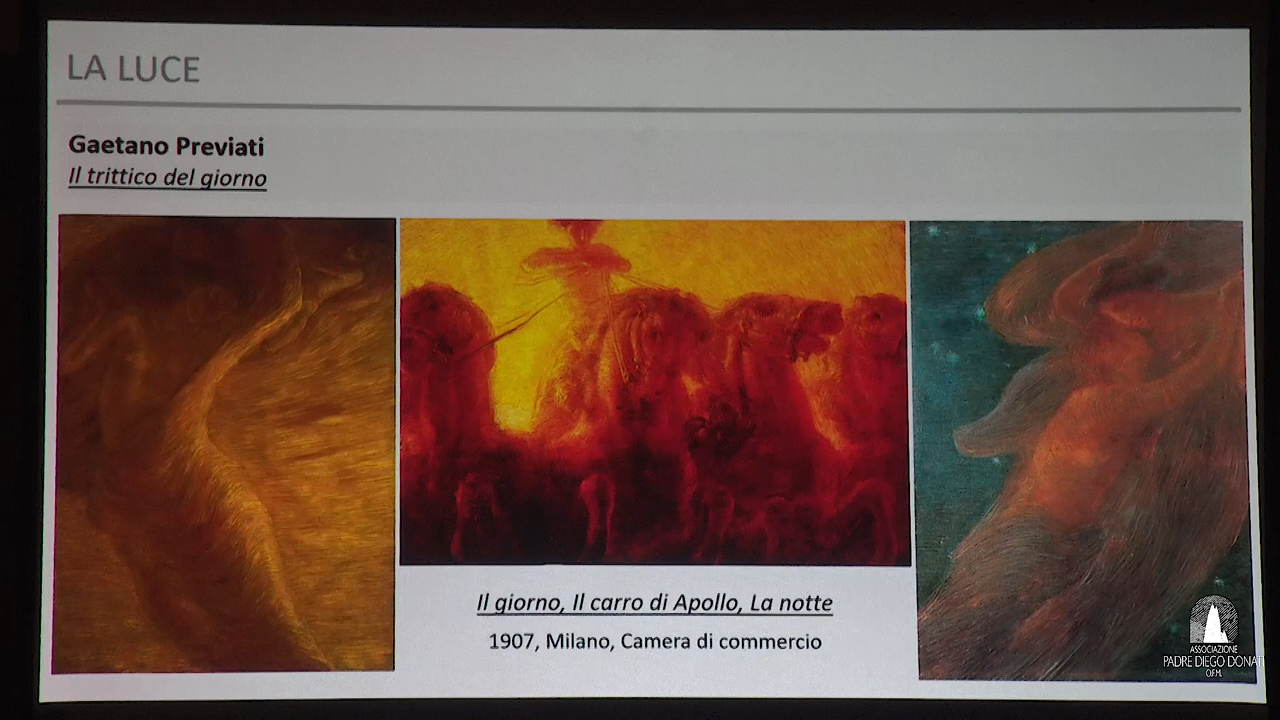 LA LUCE
Gaetano Previati
Il trittico del giorno
Il giorno, Il carro di Apollo, La notte
1907, Milano, Camera di commercio
ASSOCIAZIONE
PADRE DIEGO DONATI
O.F.M.